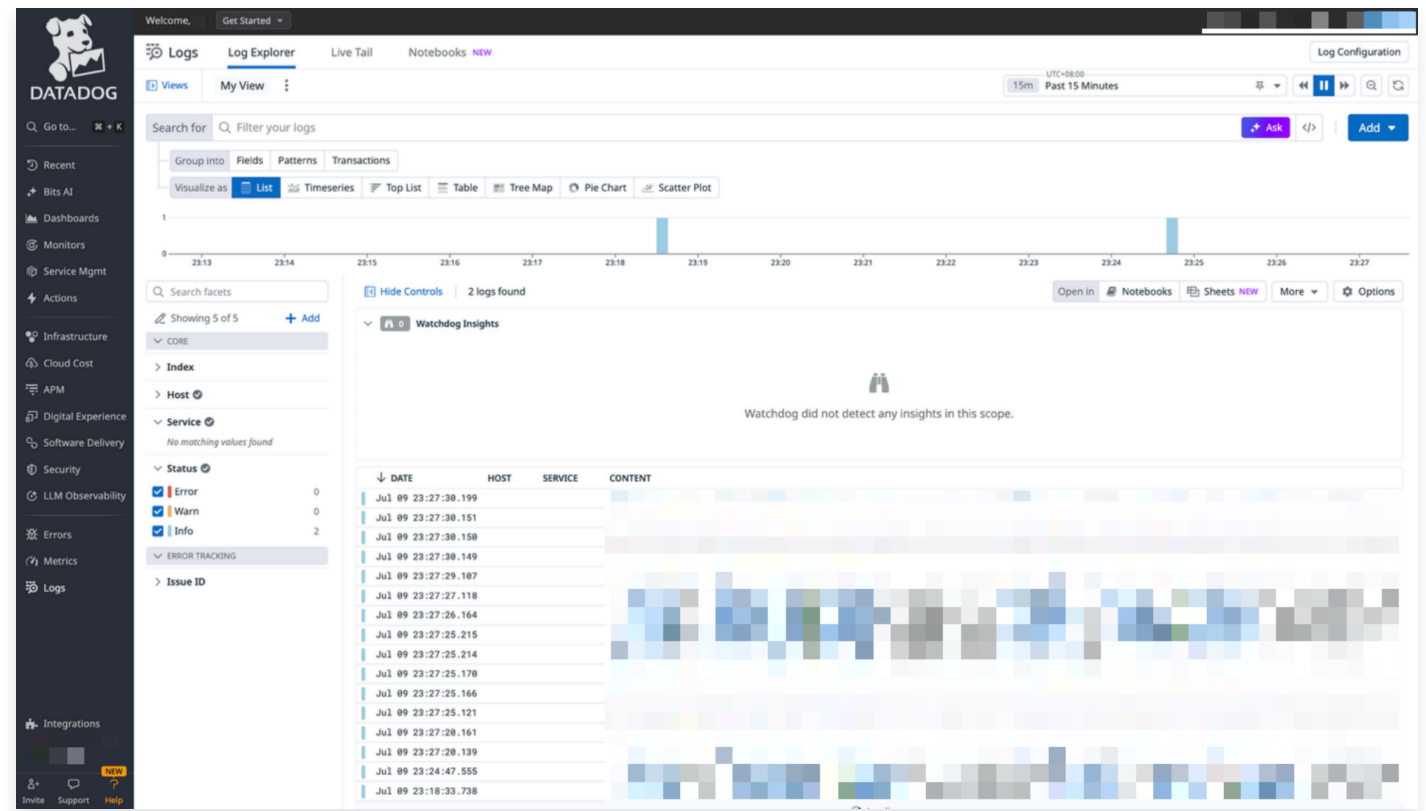 DATADOG
Go to... ⌘ + K
Recent
Bits AI
Dashboards
Monitors
Service Mgmt
Actions
Infrastructure
Cloud Cost
APM
Digital Experience
Software Delivery
Security
LLM Observability
Errors
Metrics
Logs
Integrations
NEW
Invite Support Help
Welcome, Get Started
Logs Log Explorer Live Tail Notebooks NEW Log Configuration
Views My View 15m UTC+08:00 Past 15 Minutes
Search for Filter your logs Ask </> Add
Group into Fields Patterns Transactions
Visualize as List Timeseries Top List Table Tree Map Pie Chart Scatter Plot
1
0
23:13 23:14 23:15 23:16 23:17 23:18 23:19 23:20 23:21 23:22 23:23 23:24 23:25 23:26 23:27
Search facets
Showing 5 of 5 + Add
CORE
Index
Host
Service
No matching values found
Status
Error 0
Warn 0
Info 2
ERROR TRACKING
Issue ID
Hide Controls 2 logs found Open in Notebooks Sheets NEW More Options
0 Watchdog Insights
Watchdog did not detect any insights in this scope.
DATE HOST SERVICE CONTENT
Jul 09 23:27:30.199
Jul 09 23:27:30.151
Jul 09 23:27:30.150
Jul 09 23:27:30.149
Jul 09 23:27:29.107
Jul 09 23:27:27.118
Jul 09 23:27:26.164
Jul 09 23:27:25.215
Jul 09 23:27:25.214
Jul 09 23:27:25.170
Jul 09 23:27:25.166
Jul 09 23:27:25.121
Jul 09 23:27:20.161
Jul 09 23:27:20.139
Jul 09 23:24:47.555
Jul 09 23:18:33.738